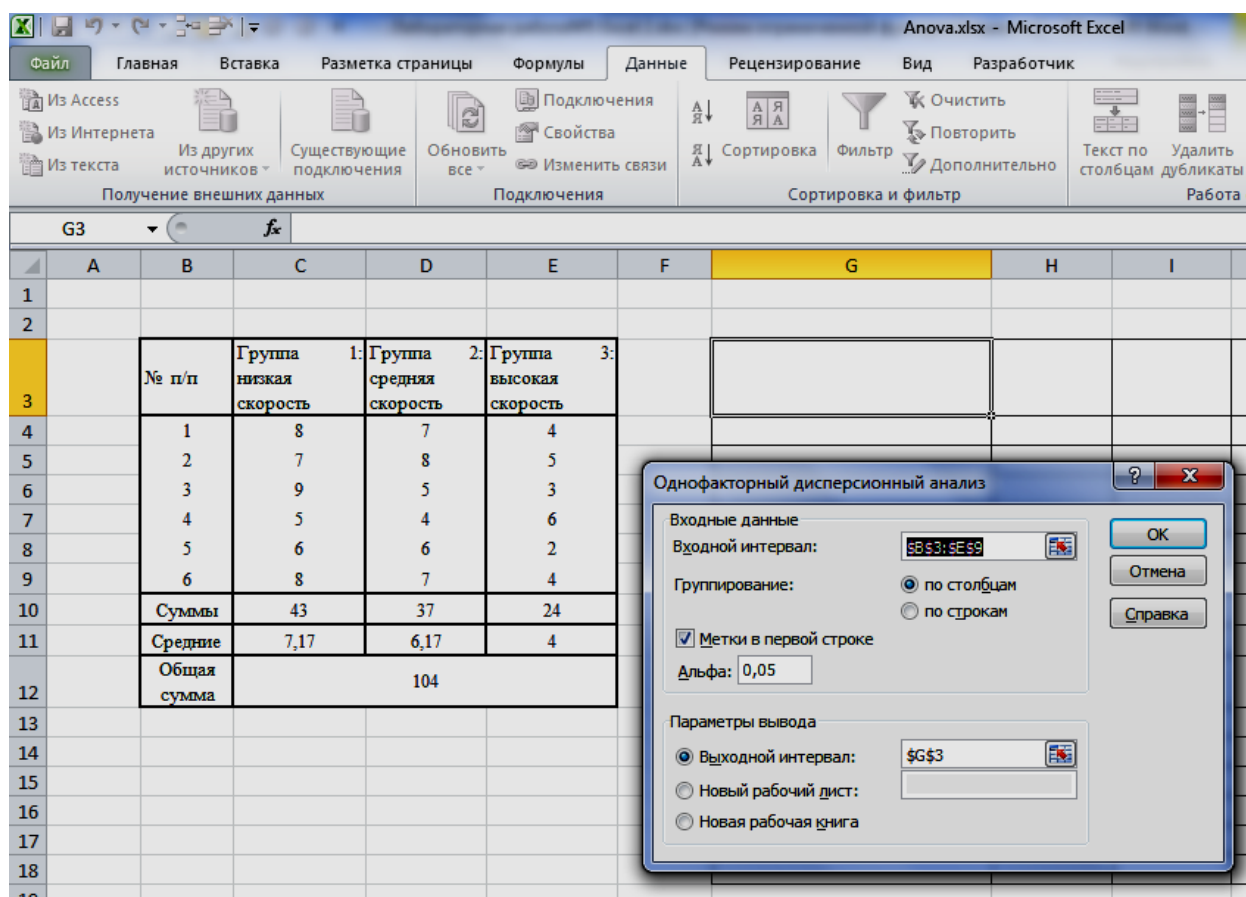 Anova.xlsx - Microsoft Excel
Файл Главная Вставка Разметка страницы Формулы Данные Рецензирование Вид Разработчик
Из Access
Из Интернета
Из текста
Из других источников
Существующие подключения
Получение внешних данных
Обновить все
Подключения
Свойства
Изменить связи
Подключения
Сортировка
Фильтр
Очистить
Повторить
Дополнительно
Сортировка и фильтр
Текст по столбцам
Удалить дубликаты
Работа
G3 fx
A B C D E F G H I
1
2
3 № п/п Группа 1: низкая скорость Группа 2: средняя скорость Группа 3: высокая скорость
4 1 8 7 4
5 2 7 8 5
6 3 9 5 3
7 4 5 4 6
8 5 6 6 2
9 6 8 7 4
10 Суммы 43 37 24
11 Средние 7,17 6,17 4
12 Общая сумма 104
13
14
15
16
17
18
Однофакторный дисперсионный анализ
Входные данные
Входной интервал: $B$3:$E$9
Группирование: по столбцам
по строкам
Метки в первой строке
Альфа: 0,05
Параметры вывода
Выходной интервал: $G$3
Новый рабочий лист:
Новая рабочая книга
OK
Отмена
Справка